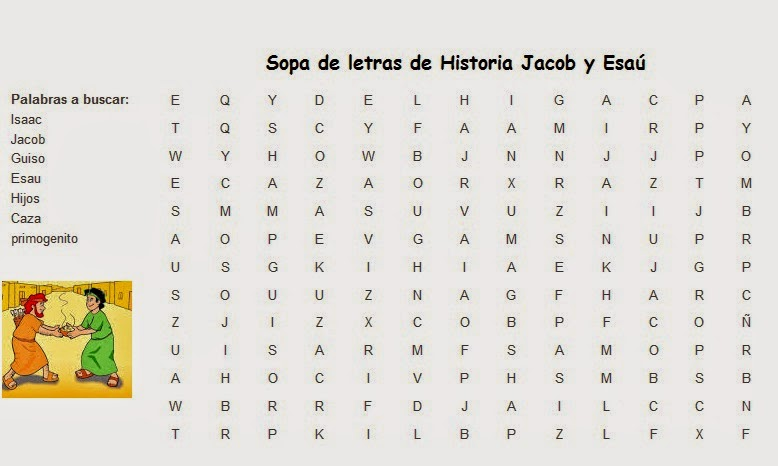 Sopa de letras de Historia Jacob y Esaú
Palabras a buscar:
Isaac
Jacob
Guiso
Esau
Hijos
Caza
primogenito
E Q Y D E L H I G A C P A
T Q S C Y F A A M I R P Y
W Y H O W B J N N J J P O
E C A Z A O R X R A Z T M
S M M A S U V U Z I I J B
A O P E V G A M S N U P R
U S G K I H I A E K J G P
S O U U Z N A G F H A R C
Z J I Z X C O B P F C O Ñ
U I S A R M F S A M O P R
A H O C I V P H S M B S B
W B R R F D J A I L C C N
T R P K I L B P Z L F X F